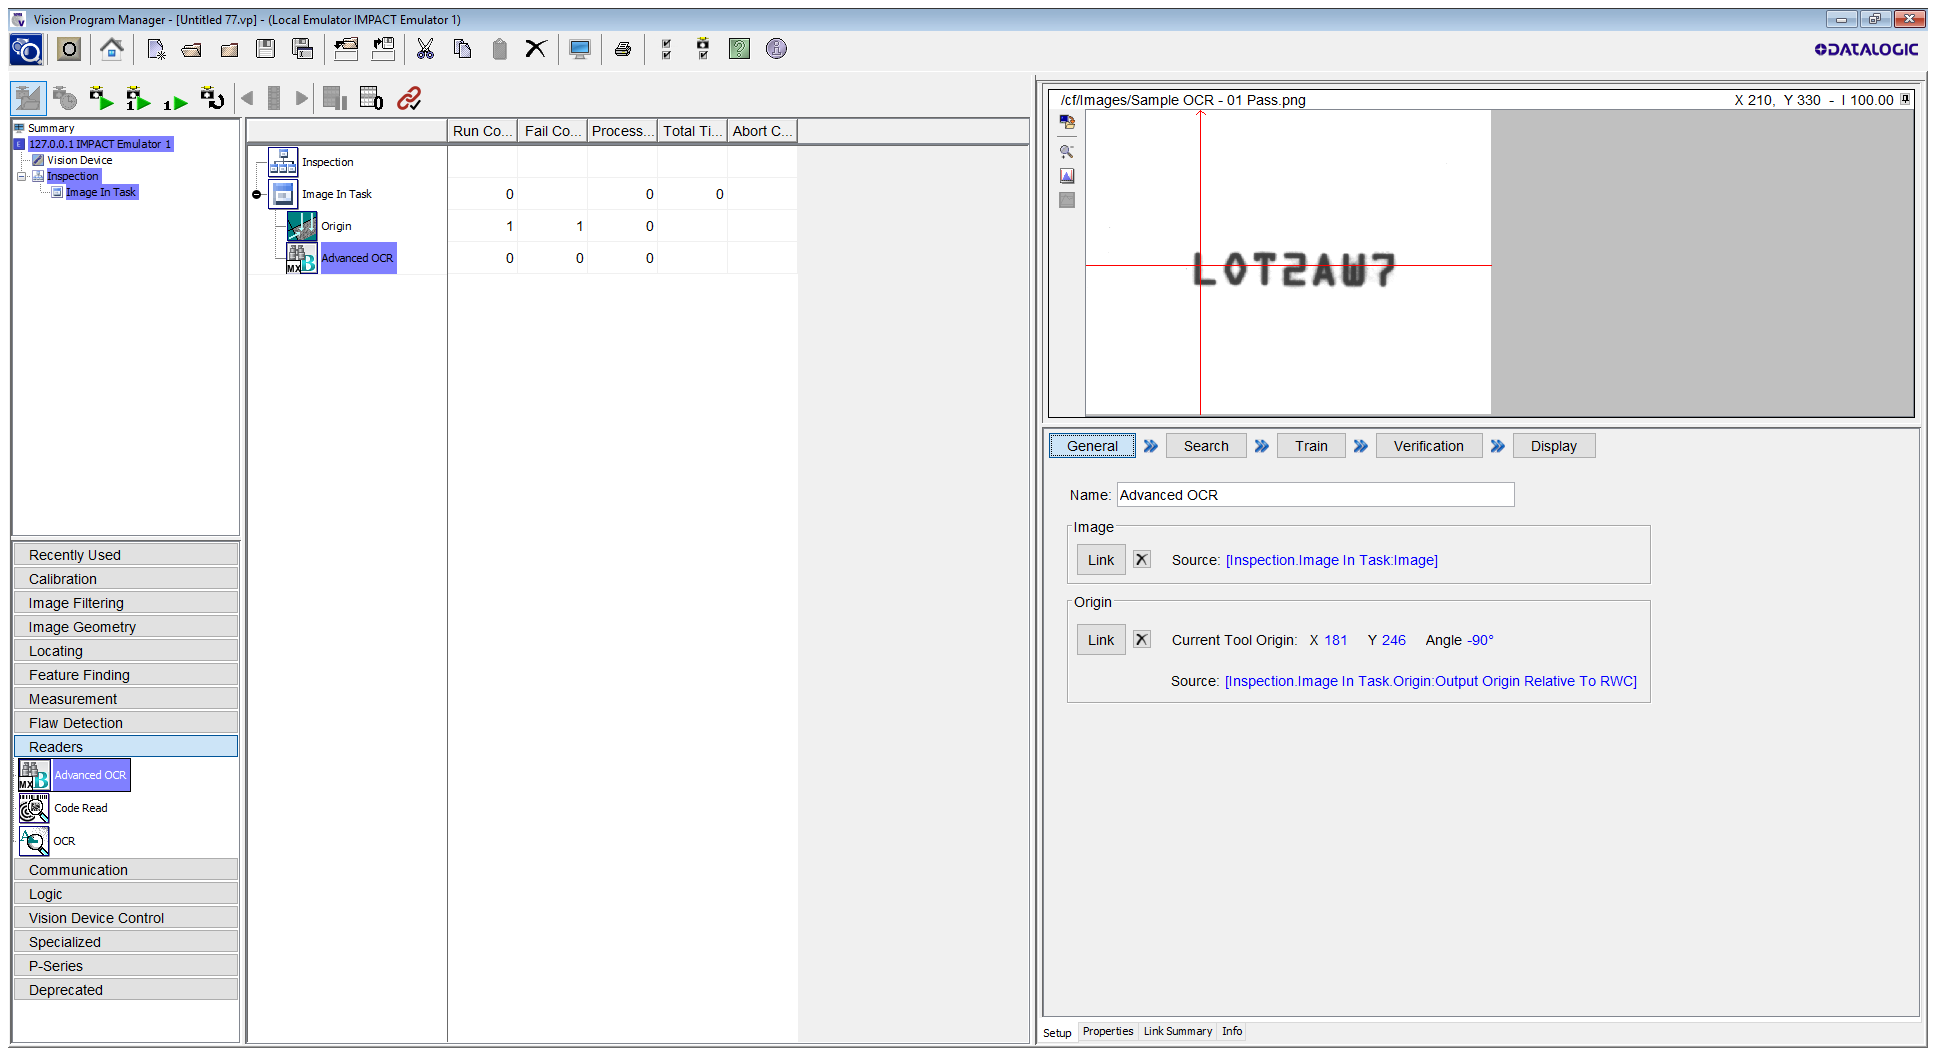 Vision Program Manager - [Untitled 77.vp] - (Local Emulator IMPACT Emulator 1)
DATALOGIC
Summary
127.0.0.1 IMPACT Emulator 1
Vision Device
Inspection
Image In Task
Recently Used
Calibration
Image Filtering
Image Geometry
Locating
Feature Finding
Measurement
Flaw Detection
Readers
Advanced OCR
Code Read
OCR
Communication
Logic
Vision Device Control
Specialized
P-Series
Deprecated
Run Co... Fail Co... Process... Total Ti... Abort C...
Inspection
Image In Task 0 0 0
Origin 1 1 0
MX B Advanced OCR 0 0 0
/cf/Images/Sample OCR - 01 Pass.png X 210, Y 330 - I 100.00
LOT2AW7
General Search Train Verification Display
Name: Advanced OCR
Image
Link Source: [Inspection.Image In Task:Image]
Origin
Link Current Tool Origin: X 181 Y 246 Angle -90°
Source: [Inspection.Image In Task.Origin:Output Origin Relative To RWC]
Setup Properties Link Summary Info